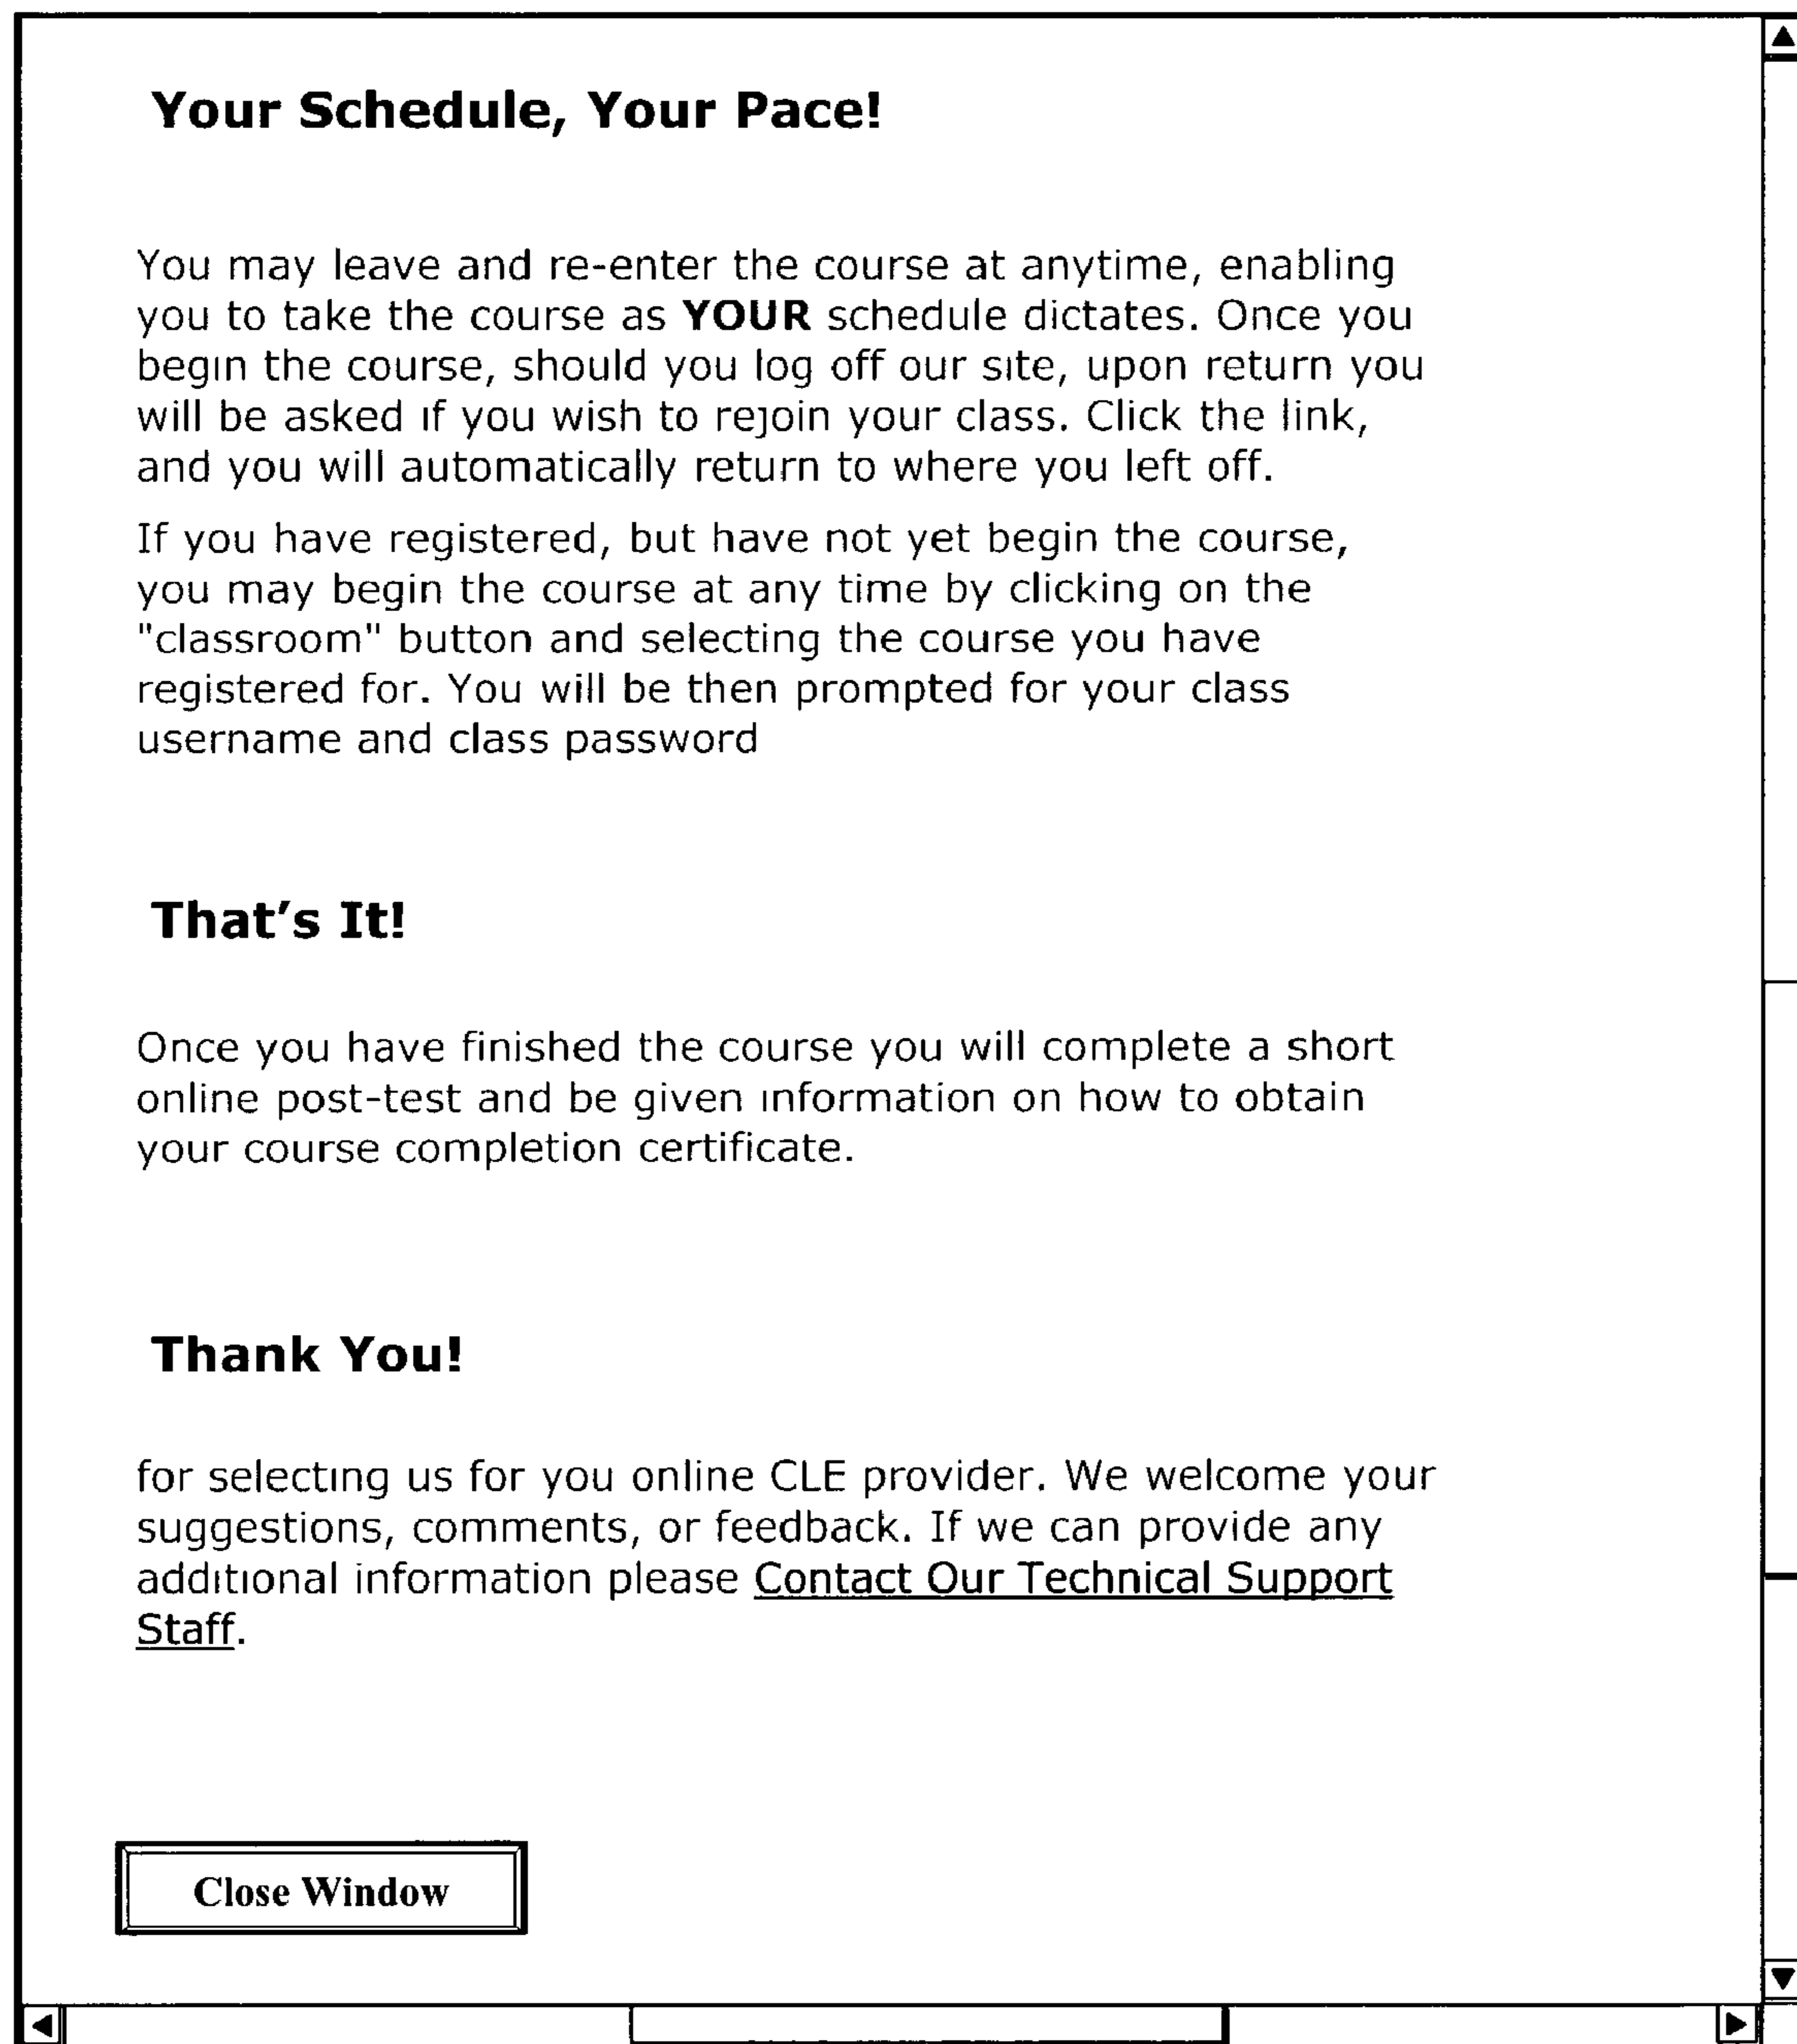 Your Schedule, Your Pace!
You may leave and re-enter the course at anytime, enabling
you to take the course as YOUR schedule dictates. Once you
begin the course, should you log off our site, upon return you
will be asked if you wish to rejoin your class. Click the link,
and you will automatically return to where you left off.
If you have registered, but have not yet begin the course,
you may begin the course at any time by clicking on the
"classroom" button and selecting the course you have
registered for. You will be then prompted for your class
username and class password
That's It!
Once you have finished the course you will complete a short
online post-test and be given information on how to obtain
your course completion certificate.
Thank You!
for selecting us for you online CLE provider. We welcome your
suggestions, comments, or feedback. If we can provide any
additional information please Contact Our Technical Support
Staff.
Close Window